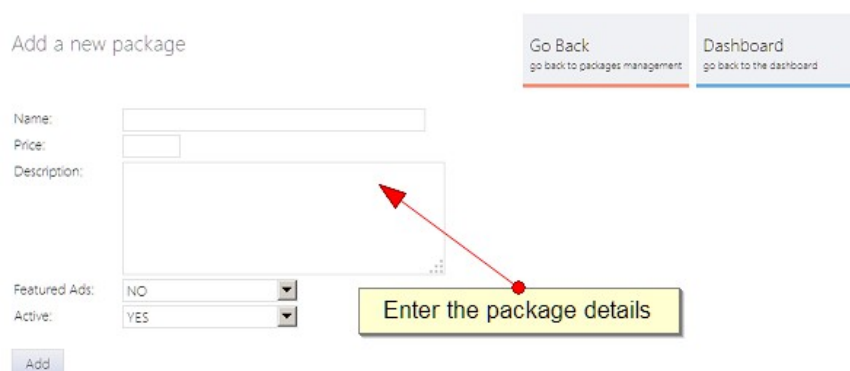 Add a new package
Go Back
go back to packages management
Dashboard
go back to the dashboard
Name:
Price:
Description:
Featured Ads: NO
Active: YES
Enter the package details
Add